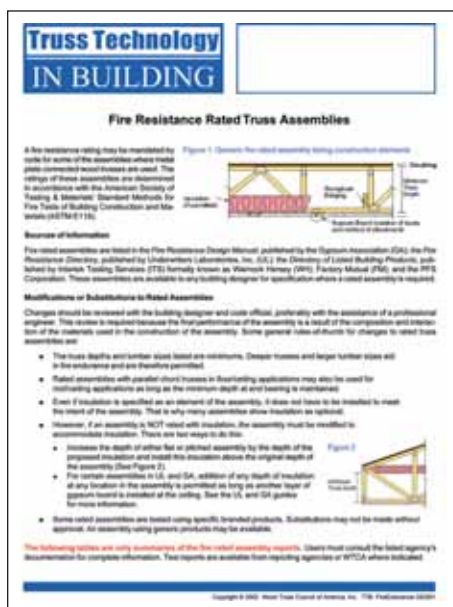 Truss Technology
IN BUILDING
Fire Resistance Rated Truss Assemblies
A fire resistance rating may be mandated by
code for some of the assemblies where metal
plate connected wood trusses are used. The
ratings of these assemblies are determined
in accordance with the American Society of
Testing & Materials' Standard Methods for
Fire Tests of Building Construction and Ma-
terials (ASTM E119).
Figure 1. Generic fire rated assembly listing construction elements
Sources of Information
Fire rated assemblies are listed in the Fire Resistance Design Manual, published by the Gypsum Association (GA); the Fire
Resistance Directory, published by Underwriters Laboratories, Inc. (UL); the Directory of Listed Building Products, pub-
lished by Intertek Testing Services (ITS) formally known as Warnock Hersey (WH); Factory Mutual (FM); and the PFS
Corporation. These assemblies are available to any building designer for specification where a rated assembly is required.
Modifications or Substitutions to Rated Assemblies
Changes should be reviewed with the building designer and code official, preferably with the assistance of a professional
engineer. This review is required because the final performance of the assembly is a result of the composition and interac-
tion of the materials used in the construction of the assembly. Some general rules-of-thumb for changes to rated truss
assemblies are:
• The truss depths and lumber sizes listed are minimums. Deeper trusses and larger lumber sizes aid
in fire endurance and are therefore permitted.
• Rated assemblies with parallel chord trusses in floor/ceiling applications may also be used for
roof/ceiling applications as long as the minimum depth at end bearing is maintained.
• Even if insulation is specified as an element of the assembly, it does not have to be installed to meet
the intent of the assembly. That is why many assemblies show insulation as optional.
• However, if an assembly is NOT rated with insulation, the assembly must be modified to
accommodate insulation. There are two ways to do this:
• Increase the depth of either flat or pitched assembly by the depth of the
proposed insulation and install this insulation above the original depth of
the assembly (See Figure 2).
• For certain assemblies in UL and GA, addition of any depth of insulation
at any location in the assembly is permitted as long as another layer of
gypsum board is installed at the ceiling. See the UL and GA guides
for more information.
Figure 2
• Some rated assemblies are tested using specific branded products. Substitutions may not be made without
approval. An assembly using generic products may be available.
The following tables are only summaries of the fire rated assembly reports. Users must consult the listed agency's
documentation for complete information. Two reports are available from reporting agencies or WTCA where indicated.
Copyright © 2002 Wood Truss Council of America, Inc.